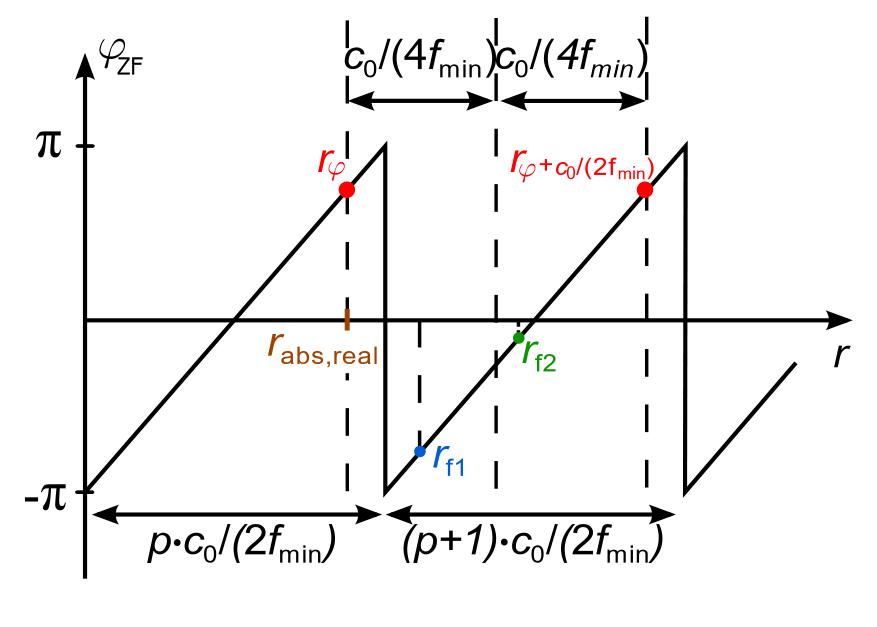 c₀/(4fₘᵢₙ) c₀/(4fₘᵢₙ)
φZF
π
rφ
rφ+c₀/(2fₘᵢₙ)
rabs,real
rf2
r
rf1
-π
p·c₀/(2fₘᵢₙ)
(p+1)·c₀/(2fₘᵢₙ)